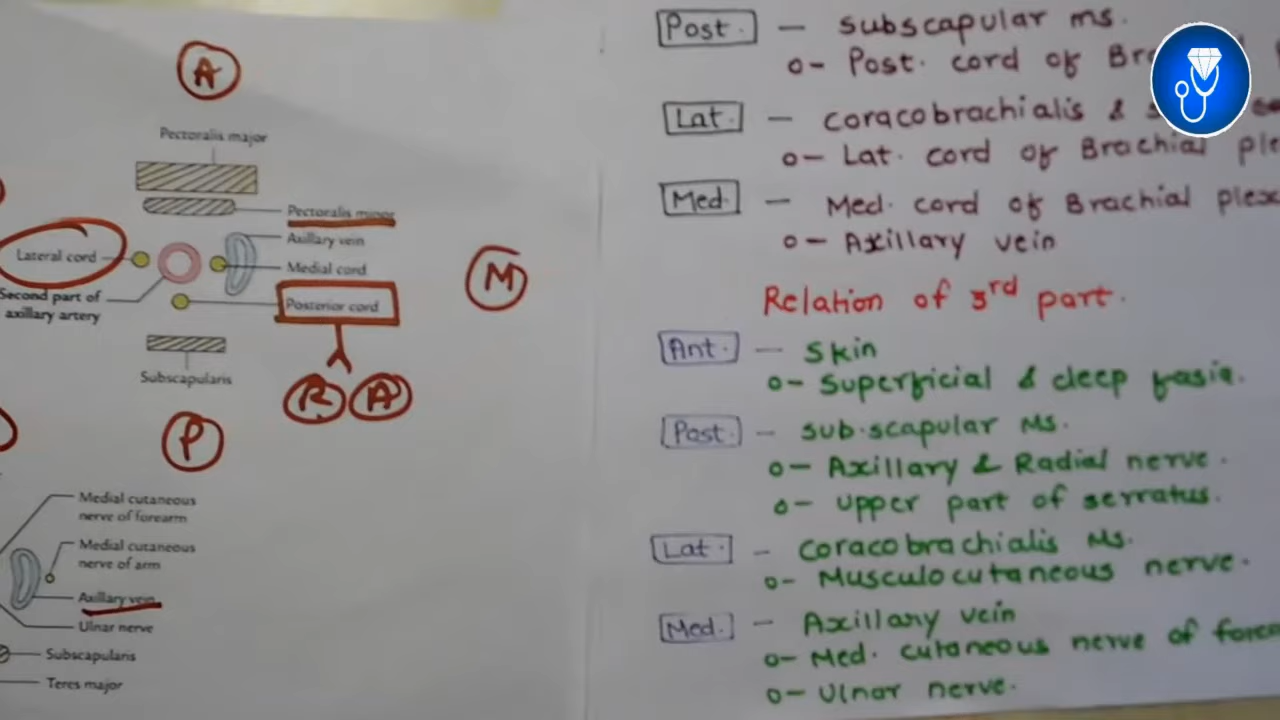 A
Pectoralis major
Pectoralis minor
Axillary vein
Lateral cord
Medial cord
Second part of
axillary artery
Posterior cord
M
Subscapularis
R A
P
Medial cutaneous
nerve of forearm
Medial cutaneous
nerve of arm
Axillary vein
Ulnar nerve
Subscapularis
Teres major
Post. — subscapular ms.
o- Post. cord of
Lat. — coracobrachialis &
o- Lat. cord of Brachial
Med. — Med. cord of Brachial
o- Axillary vein
Relation of 3rd part.
Ant. — Skin
o- Superficial & deep fasia.
Post. - sub.scapular Ms.
o- Axillary & Radial nerve.
o- upper part of serratus.
Lat. - coracobrachialis Ms.
o- Musculocutaneous nerve.
Med. - Axillary vein
o- Med. cutaneous nerve of
o- Ulnar nerve.